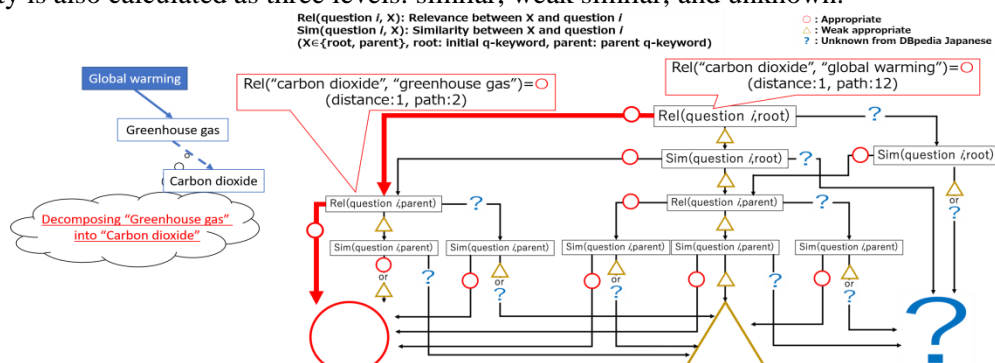 ty is also calculated as three levels: similar, weak similar, and unknown.
Rel(question i, X): Relevance between X and question i
Sim(question i, X): Similarity between X and question i
(X∈{root, parent}, root: initial q-keyword, parent: parent q-keyword)
○ : Appropriate
△ : Weak appropriate
? : Unknown from DBpedia Japanese
Global warming
Greenhouse gas
Carbon dioxide
Decomposing “Greenhouse gas”
into “Carbon dioxide”
Rel(“carbon dioxide”, “greenhouse gas”)=○
(distance:1, path:2)
Rel(“carbon dioxide”, “global warming”)=○
(distance:1, path:12)
Rel(question i,root)
?
Sim(question i,root)
?
Sim(question i,root)
or
?
Rel(question i,parent)
?
Rel(question i,parent)
?
Sim(question i,parent)
Sim(question i,parent)
Sim(question i,parent)
Sim(question i,parent)
Sim(question i,parent)
or
?
or
?
or
?
?
or
?
?